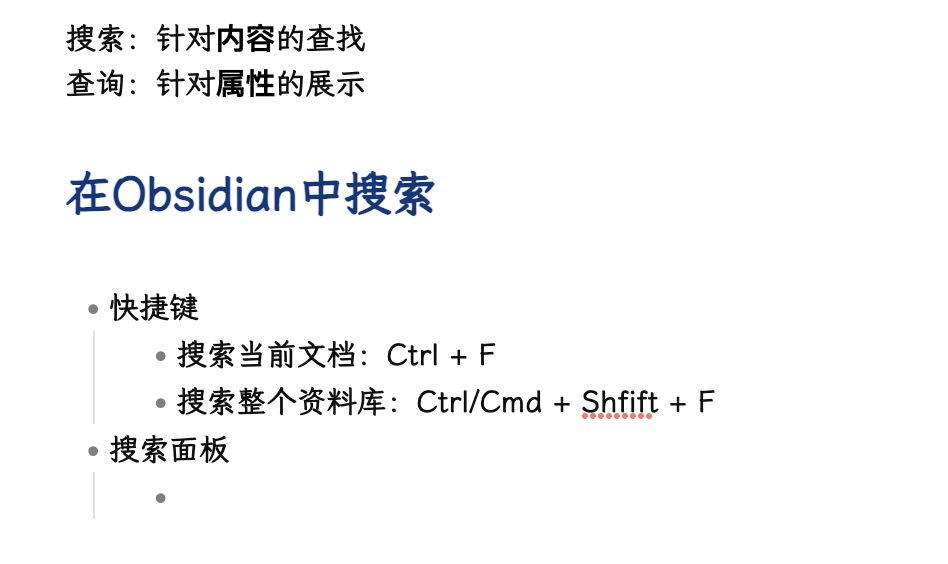 搜索：针对内容的查找
查询：针对属性的展示
在Obsidian中搜索
快捷键
搜索当前文档：Ctrl + F
搜索整个资料库：Ctrl/Cmd + Shfift + F
搜索面板